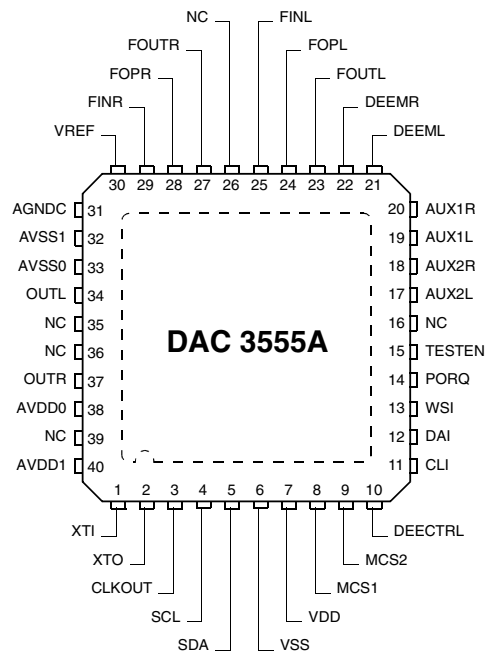 NC FINL
FOUTR FOPL
FOPR FOUTL
FINR DEEMR
VREF DEEML
30 29 28 27 26 25 24 23 22 21
AGNDC 31 20 AUX1R
AVSS1 32 19 AUX1L
AVSS0 33 18 AUX2R
OUTL 34 17 AUX2L
NC 35 16 NC
NC 36 DAC 3555A 15 TESTEN
OUTR 37 14 PORQ
AVDD0 38 13 WSI
NC 39 12 DAI
AVDD1 40 11 CLI
1 2 3 4 5 6 7 8 9 10
XTI DEECTRL
XTO MCS2
CLKOUT MCS1
SCL VDD
SDA VSS